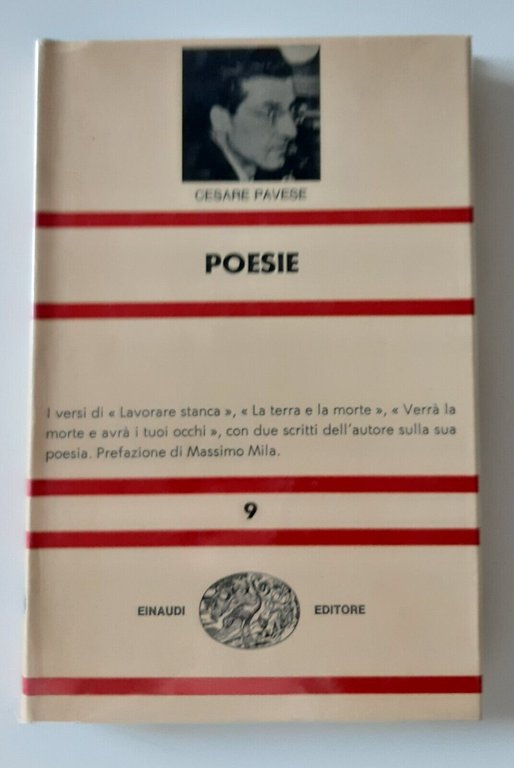 CESARE PAVESE
POESIE
I versi di « Lavorare stanca », « La terra e la morte », « Verrà la
morte e avrà i tuoi occhi », con due scritti dell'autore sulla sua
poesia. Prefazione di Massimo Mila.
9
EINAUDI EDITORE